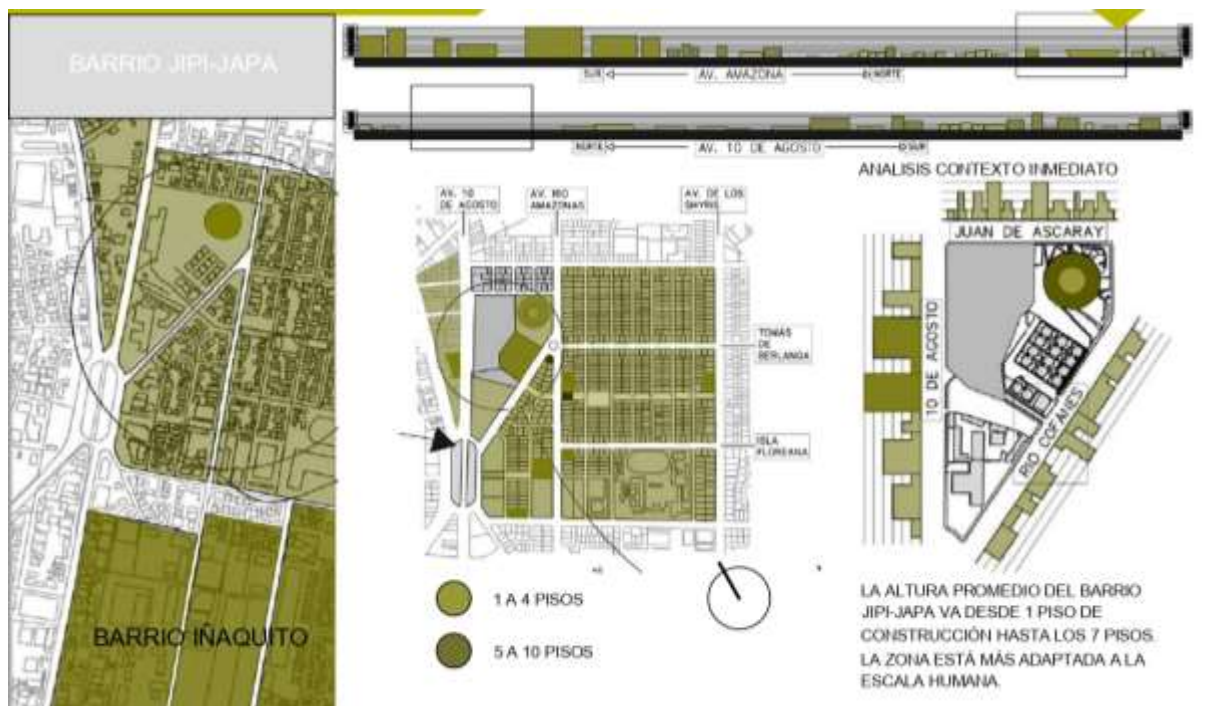 BARRIO JIPI-JAPA
SUR
AV. AMAZONA
NORTE
NORTE
AV. 10 DE AGOSTO
SUR
ANALISIS CONTEXTO INMEDIATO
AV. 10
DE AGOSTO
AV. RIO
AMAZONAS
AV. DE LOS
SHYRIS
JUAN DE ASCARAY
10 DE AGOSTO
RIO COFANES
TOMAS
DE
BERLANGA
ISLA
FLOREANA
BARRIO IÑAQUITO
1 A 4 PISOS
5 A 10 PISOS
LA ALTURA PROMEDIO DEL BARRIO
JIPI-JAPA VA DESDE 1 PISO DE
CONSTRUCCIÓN HASTA LOS 7 PISOS.
LA ZONA ESTÁ MÁS ADAPTADA A LA
ESCALA HUMANA.